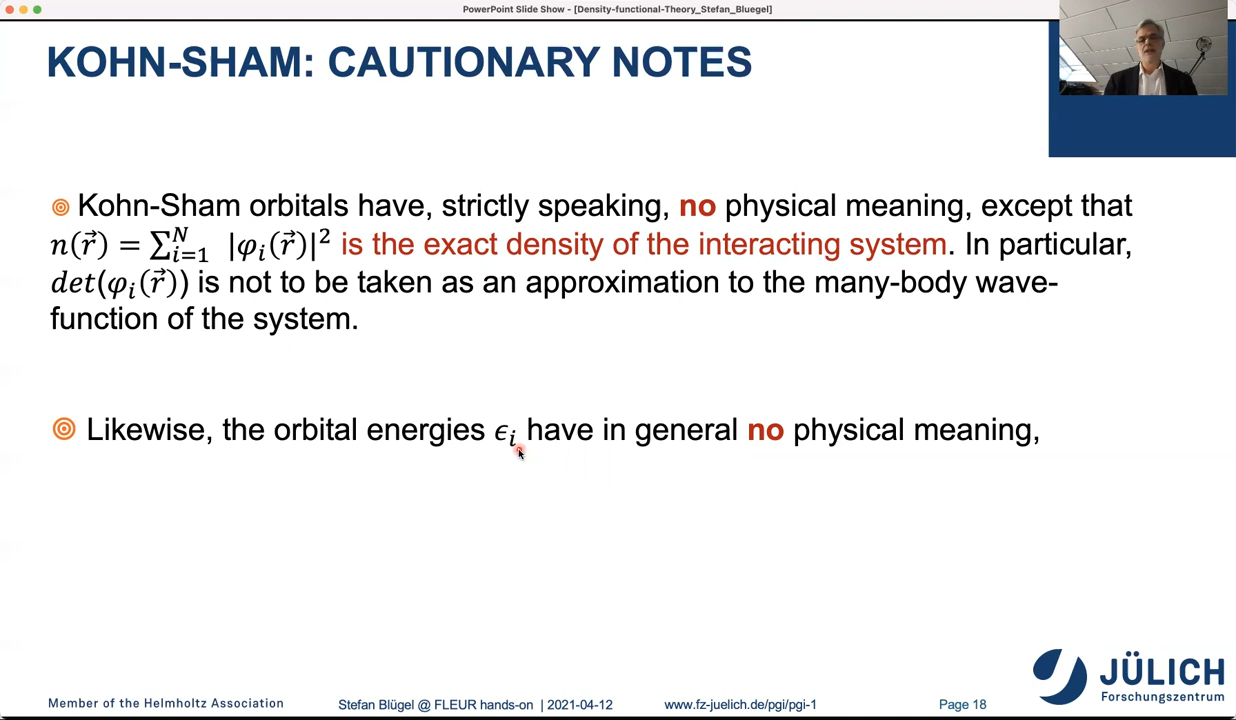 PowerPoint Slide Show - [Density-functional-Theory_Stefan_Bluegel]
KOHN-SHAM: CAUTIONARY NOTES
Kohn-Sham orbitals have, strictly speaking, no physical meaning, except that
n(r⃗) = ∑ᵢ₌₁ᴺ |φᵢ(r⃗)|² is the exact density of the interacting system. In particular,
det(φᵢ(r⃗)) is not to be taken as an approximation to the many-body wave-
function of the system.
Likewise, the orbital energies ϵᵢ have in general no physical meaning,
JÜLICH
Forschungszentrum
Member of the Helmholtz Association
Stefan Blügel @ FLEUR hands-on | 2021-04-12
www.fz-juelich.de/pgi/pgi-1
Page 18